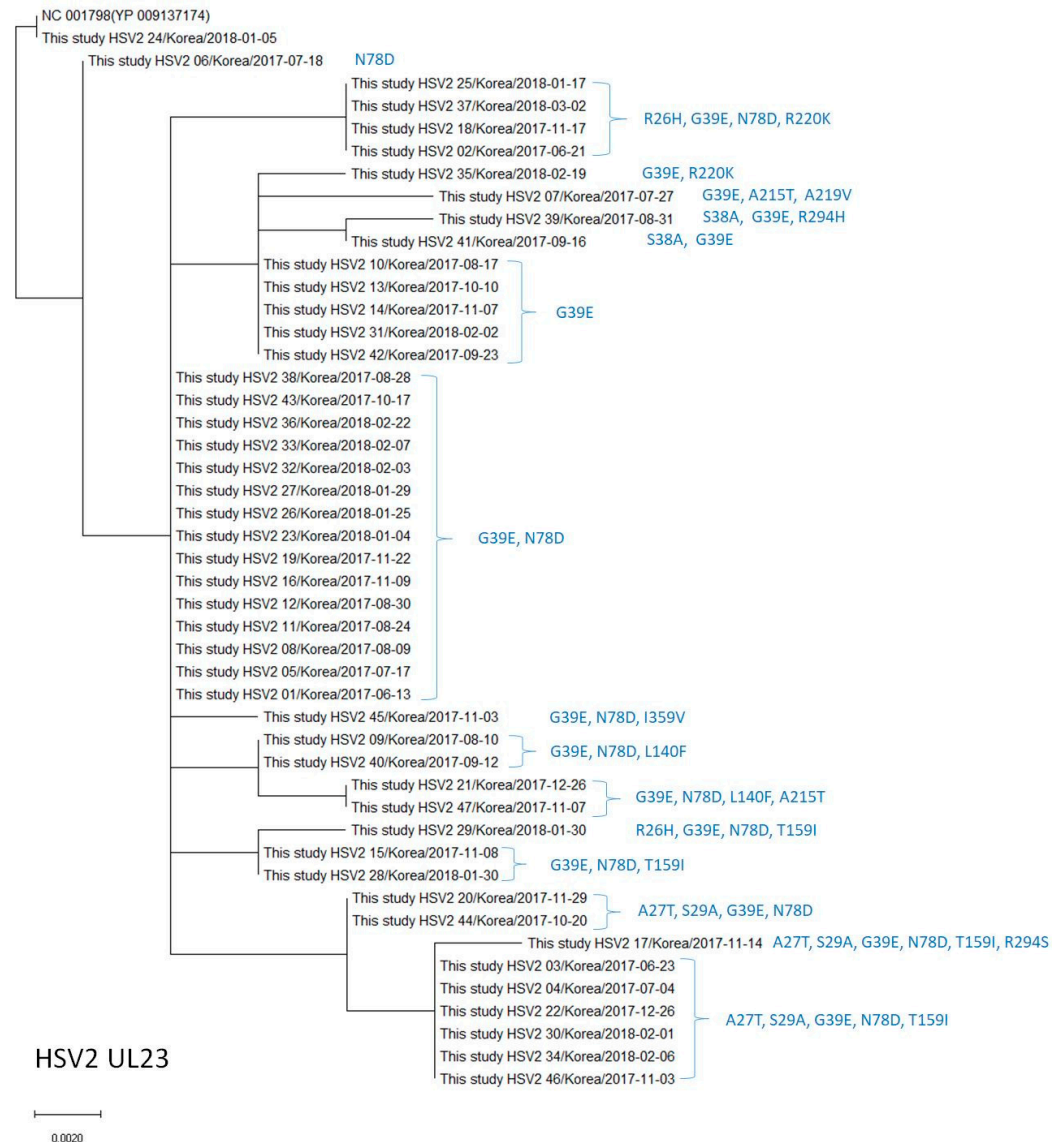 NC 001798(YP 009137174)
This study HSV2 24/Korea/2018-01-05
This study HSV2 06/Korea/2017-07-18 N78D
This study HSV2 25/Korea/2018-01-17
This study HSV2 37/Korea/2018-03-02
R26H, G39E, N78D, R220K
This study HSV2 18/Korea/2017-11-17
This study HSV2 02/Korea/2017-06-21
This study HSV2 35/Korea/2018-02-19 G39E, R220K
This study HSV2 07/Korea/2017-07-27 G39E, A215T, A219V
This study HSV2 39/Korea/2017-08-31 S38A, G39E, R294H
This study HSV2 41/Korea/2017-09-16 S38A, G39E
This study HSV2 10/Korea/2017-08-17
This study HSV2 13/Korea/2017-10-10
This study HSV2 14/Korea/2017-11-07 G39E
This study HSV2 31/Korea/2018-02-02
This study HSV2 42/Korea/2017-09-23
This study HSV2 38/Korea/2017-08-28
This study HSV2 43/Korea/2017-10-17
This study HSV2 36/Korea/2018-02-22
This study HSV2 33/Korea/2018-02-07
This study HSV2 32/Korea/2018-02-03
This study HSV2 27/Korea/2018-01-29
This study HSV2 26/Korea/2018-01-25
This study HSV2 23/Korea/2018-01-04 G39E, N78D
This study HSV2 19/Korea/2017-11-22
This study HSV2 16/Korea/2017-11-09
This study HSV2 12/Korea/2017-08-30
This study HSV2 11/Korea/2017-08-24
This study HSV2 08/Korea/2017-08-09
This study HSV2 05/Korea/2017-07-17
This study HSV2 01/Korea/2017-06-13
This study HSV2 45/Korea/2017-11-03 G39E, N78D, I359V
This study HSV2 09/Korea/2017-08-10
G39E, N78D, L140F
This study HSV2 40/Korea/2017-09-12
This study HSV2 21/Korea/2017-12-26
G39E, N78D, L140F, A215T
This study HSV2 47/Korea/2017-11-07
This study HSV2 29/Korea/2018-01-30 R26H, G39E, N78D, T159I
This study HSV2 15/Korea/2017-11-08
G39E, N78D, T159I
This study HSV2 28/Korea/2018-01-30
This study HSV2 20/Korea/2017-11-29
A27T, S29A, G39E, N78D
This study HSV2 44/Korea/2017-10-20
This study HSV2 17/Korea/2017-11-14 A27T, S29A, G39E, N78D, T159I, R294S
This study HSV2 03/Korea/2017-06-23
This study HSV2 04/Korea/2017-07-04
This study HSV2 22/Korea/2017-12-26
A27T, S29A, G39E, N78D, T159I
This study HSV2 30/Korea/2018-02-01
This study HSV2 34/Korea/2018-02-06
This study HSV2 46/Korea/2017-11-03
HSV2 UL23
0.0020